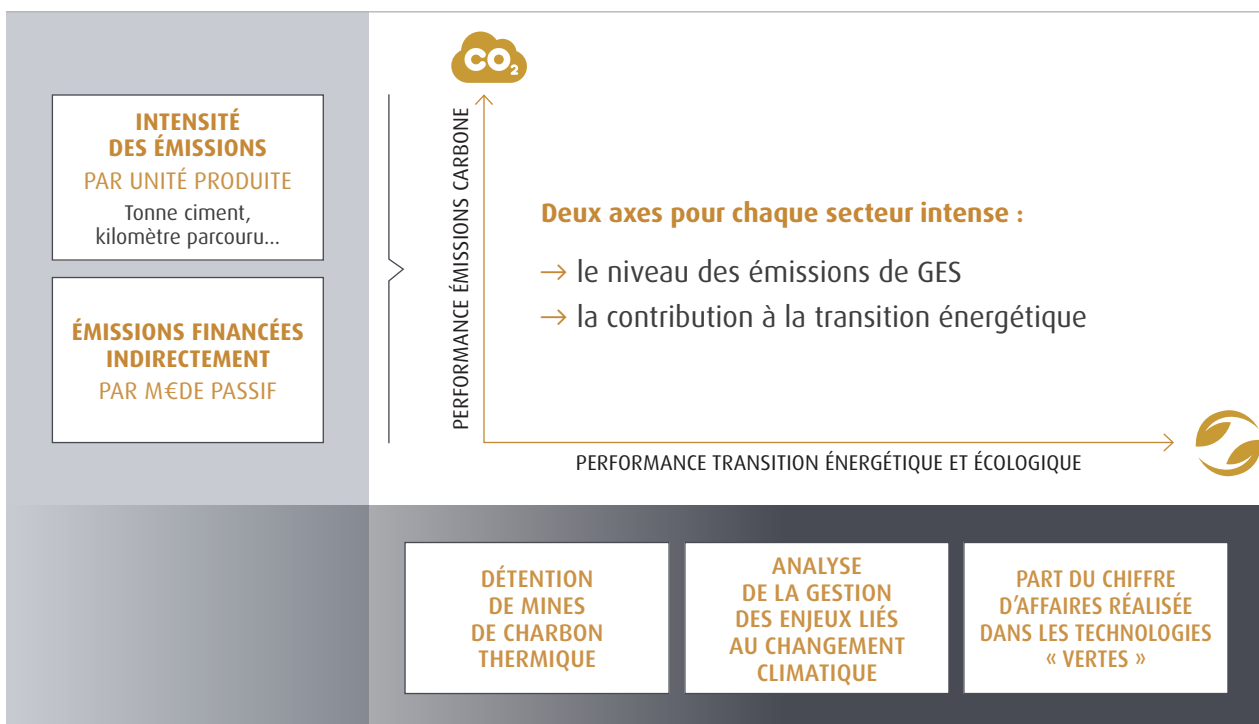 CO2
INTENSITÉ
DES ÉMISSIONS
PAR UNITÉ PRODUITE
Tonne ciment,
kilomètre parcouru...
ÉMISSIONS FINANCÉES
INDIRECTEMENT
PAR M€DE PASSIF
PERFORMANCE ÉMISSIONS CARBONE
Deux axes pour chaque secteur intense :
→ le niveau des émissions de GES
→ la contribution à la transition énergétique
PERFORMANCE TRANSITION ÉNERGÉTIQUE ET ÉCOLOGIQUE
DÉTENTION
DE MINES
DE CHARBON
THERMIQUE
ANALYSE
DE LA GESTION
DES ENJEUX LIÉS
AU CHANGEMENT
CLIMATIQUE
PART DU CHIFFRE
D’AFFAIRES RÉALISÉE
DANS LES TECHNOLOGIES
« VERTES »